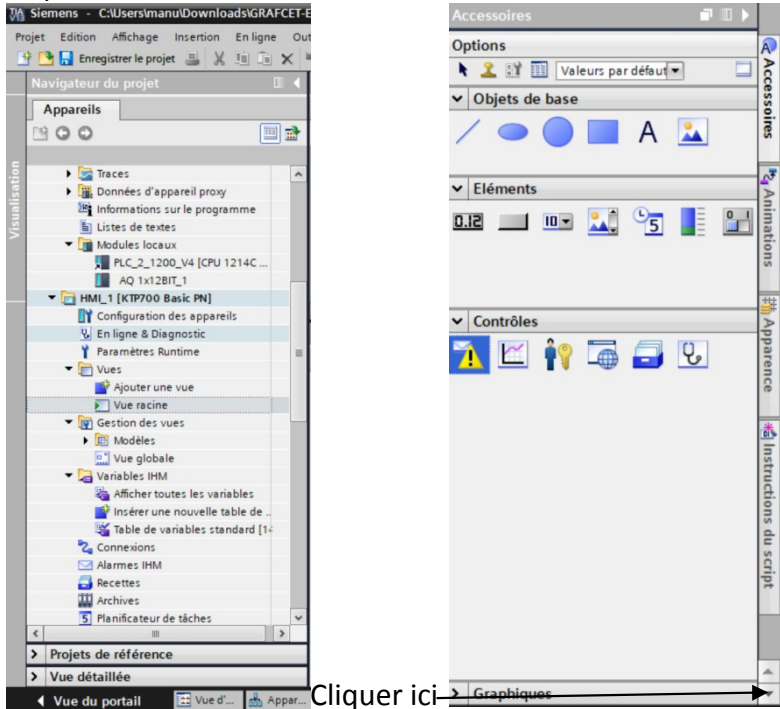 Siemens - C:\Users\manu\Downloads\GRAFCET-E
Projet Edition Affichage Insertion En ligne Out
Enregistrer le projet
Navigateur du projet
Appareils
Visualisation
Traces
Données d'appareil proxy
Informations sur le programme
Listes de textes
Modules locaux
PLC_2_1200_V4 [CPU 1214C ...
AQ 1x12BIT_1
HMI_1 [KTP700 Basic PN]
Configuration des appareils
En ligne & Diagnostic
Paramètres Runtime
Vues
Ajouter une vue
Vue racine
Gestion des vues
Modèles
Vue globale
Variables IHM
Afficher toutes les variables
Insérer une nouvelle table de ..
Table de variables standard [14
Connexions
Alarmes IHM
Recettes
Archives
5 Planificateur de tâches
Projets de référence
Vue détaillée
Vue du portail
Vue d'...
Appar...
Cliquer ici
Accessoires
Options
Valeurs par défaut
Objets de base
A
Eléments
0.12
10
5
0 1
Contrôles
Graphiques
Accessoires
Animations
Apparence
Instructions du script